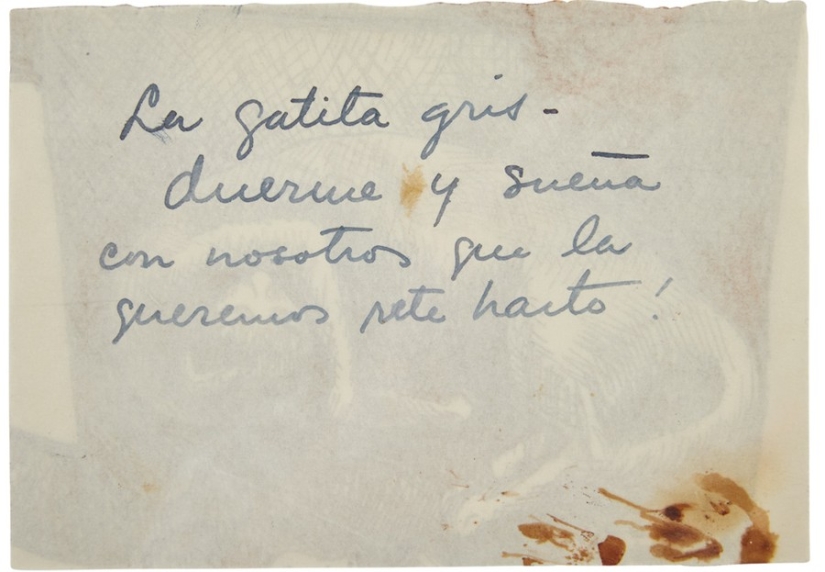 La gatita gris-
duerme y sueña
con nosotros que la
queremos rete harto!